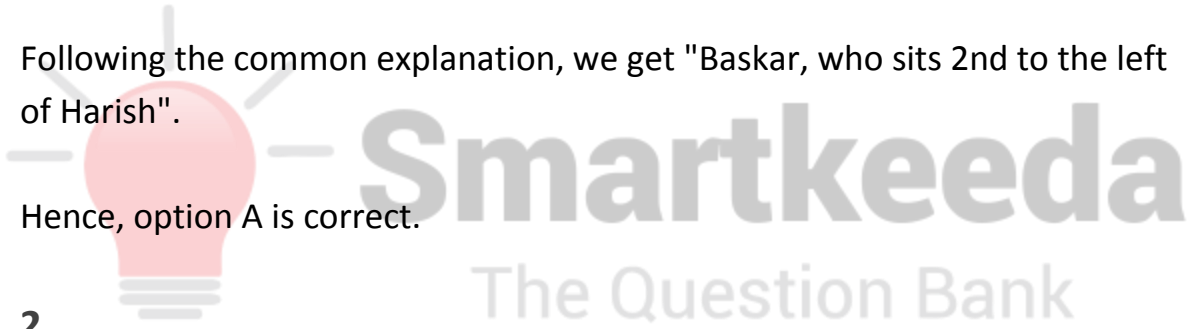 Following the common explanation, we get "Baskar, who sits 2nd to the left
of Harish".
Smartkeeda
Hence, option A is correct.
The Question Bank
2